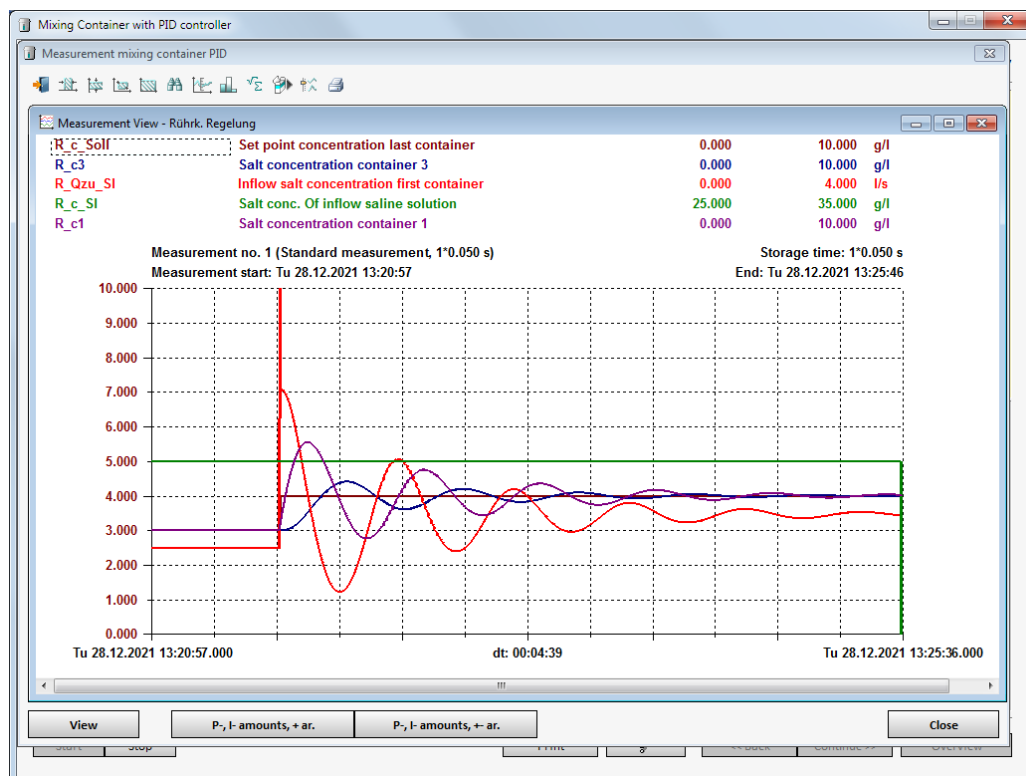 Mixing Container with PID controller
Measurement mixing container PID
Measurement View - Rührk. Regelung
R_c_Soll Set point concentration last container 0.000 10.000 g/l
R_c3 Salt concentration container 3 0.000 10.000 g/l
R_Qzu_Sl Inflow salt concentration first container 0.000 4.000 l/s
R_c_Sl Salt conc. Of inflow saline solution 25.000 35.000 g/l
R_c1 Salt concentration container 1 0.000 10.000 g/l
Measurement no. 1 (Standard measurement, 1*0.050 s) Storage time: 1*0.050 s
Measurement start: Tu 28.12.2021 13:20:57 End: Tu 28.12.2021 13:25:46
10.000
9.000
8.000
7.000
6.000
5.000
4.000
3.000
2.000
1.000
0.000
Tu 28.12.2021 13:20:57.000 dt: 00:04:39 Tu 28.12.2021 13:25:36.000
View P-, I- amounts, + ar. P-, I- amounts, +- ar. Close